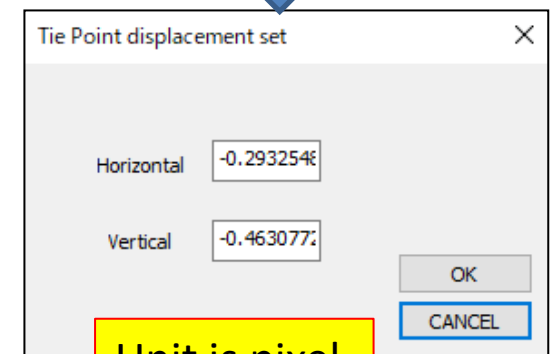 Tie Point displacement set
Horizontal -0.2932548
Vertical -0.4630772
OK
CANCEL
Unit is pixel